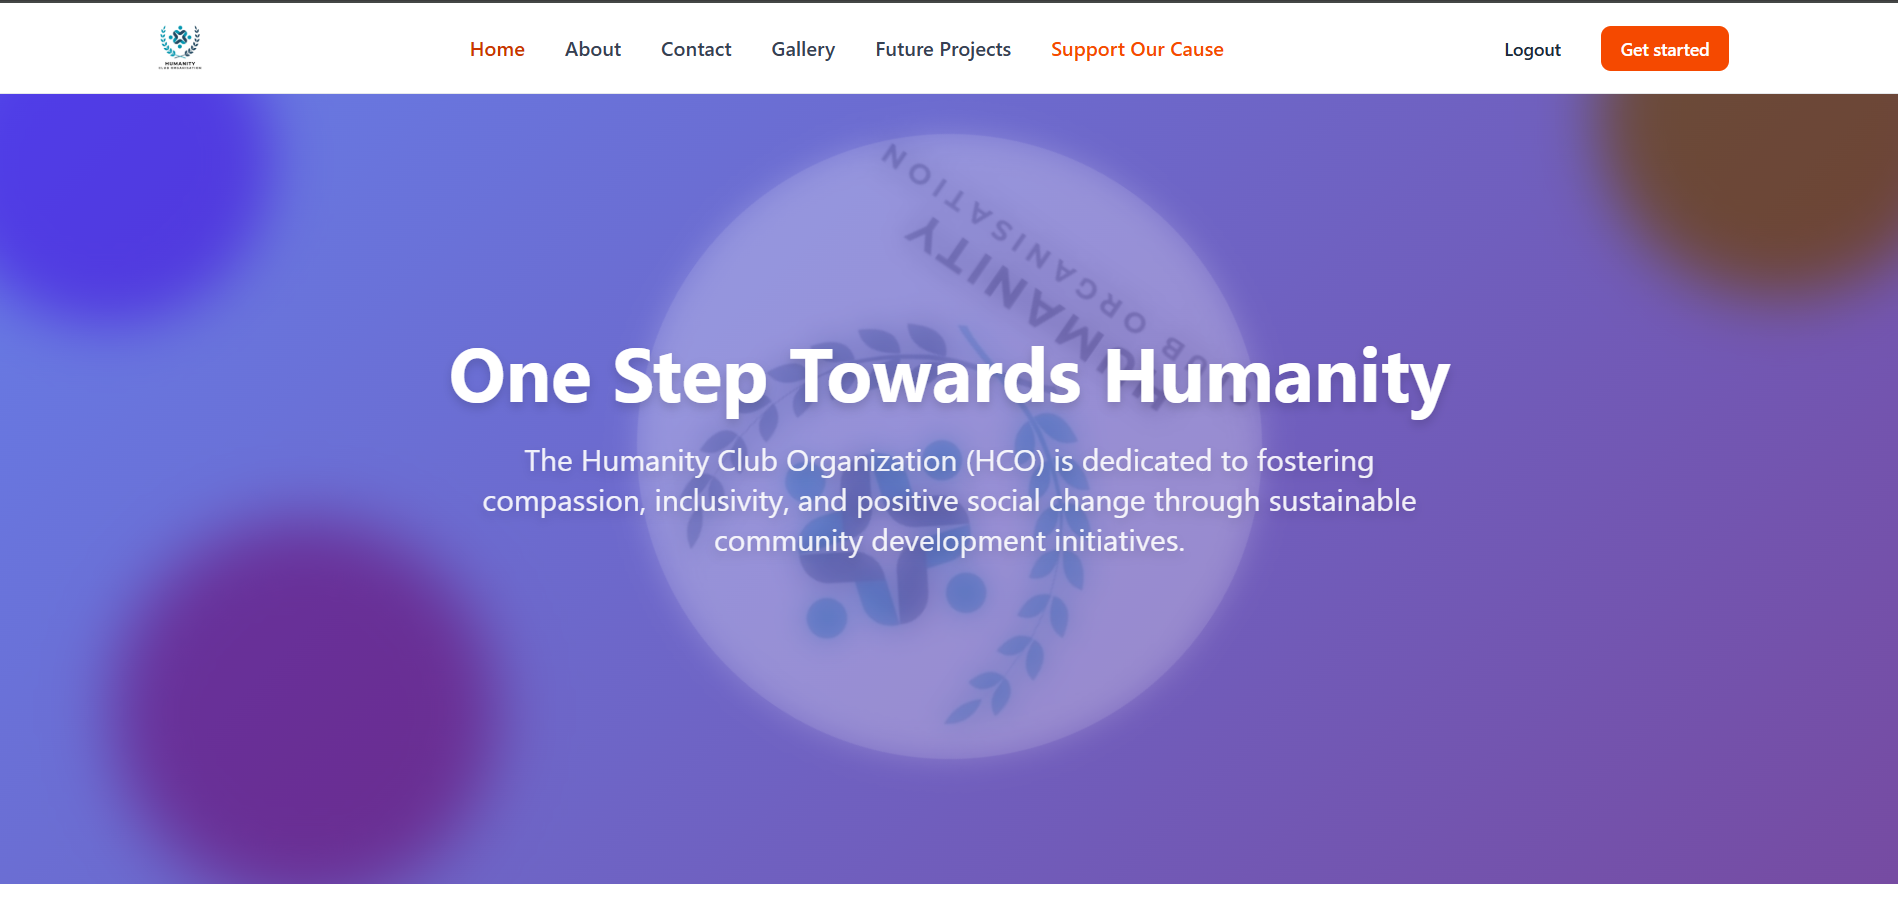 HUMANITY
CLUB ORGANISATION
Home
About
Contact
Gallery
Future Projects
Support Our Cause
Logout
Get started
ORGANISATION
HUMANITY
One Step Towards Humanity
The Humanity Club Organization (HCO) is dedicated to fostering
compassion, inclusivity, and positive social change through sustainable
community development initiatives.